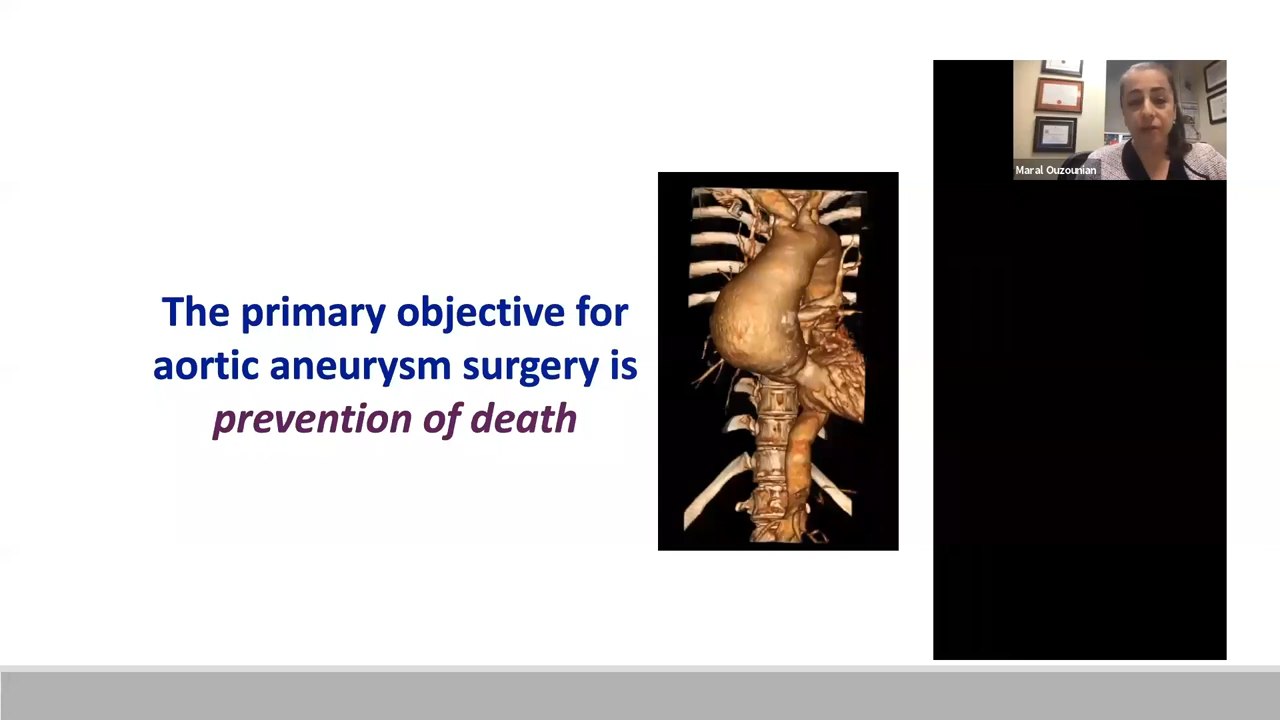 The primary objective for
aortic aneurysm surgery is
prevention of death
Maral Ouzounian